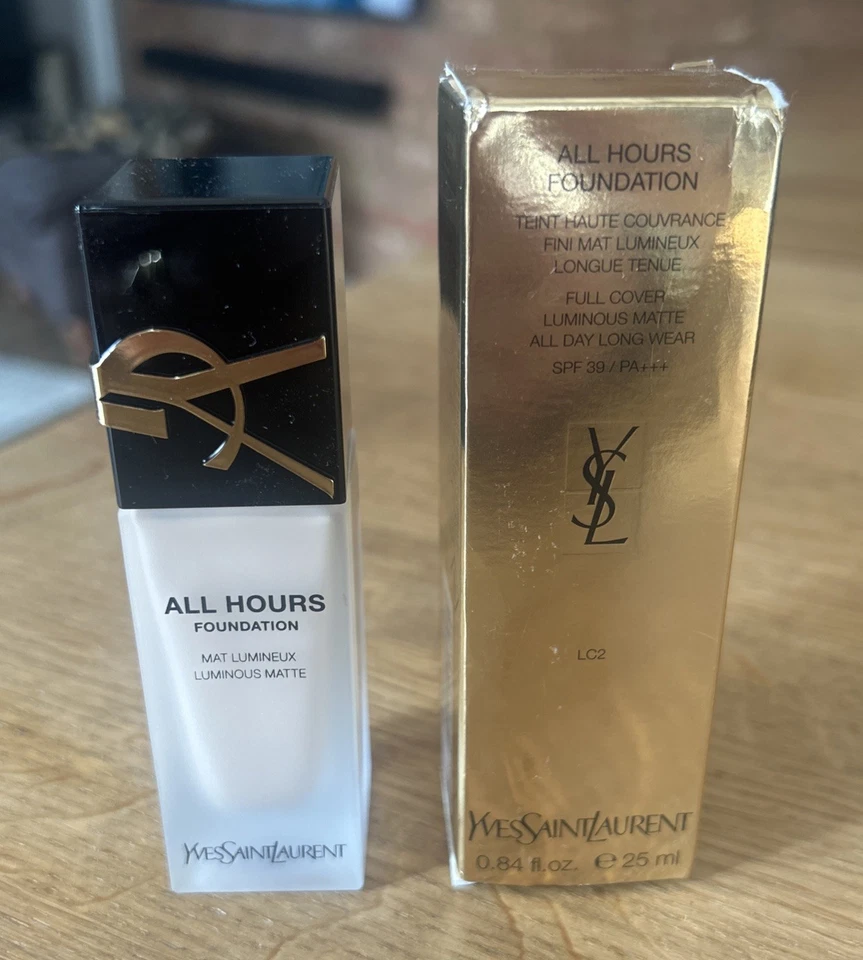 ALL HOURS
FOUNDATION
MAT LUMINEUX
LUMINOUS MATTE
YVESSAINTLAURENT
ALL HOURS
FOUNDATION
TEINT HAUTE COUVRANCE
FINI MAT LUMINEUX
LONGUE TENUE
FULL COVER
LUMINOUS MATTE
ALL DAY LONG WEAR
SPF 39 / PA+++
YSL
LC2
YVESSAINTLAURENT
0.84 fl.oz. ℮ 25 ml